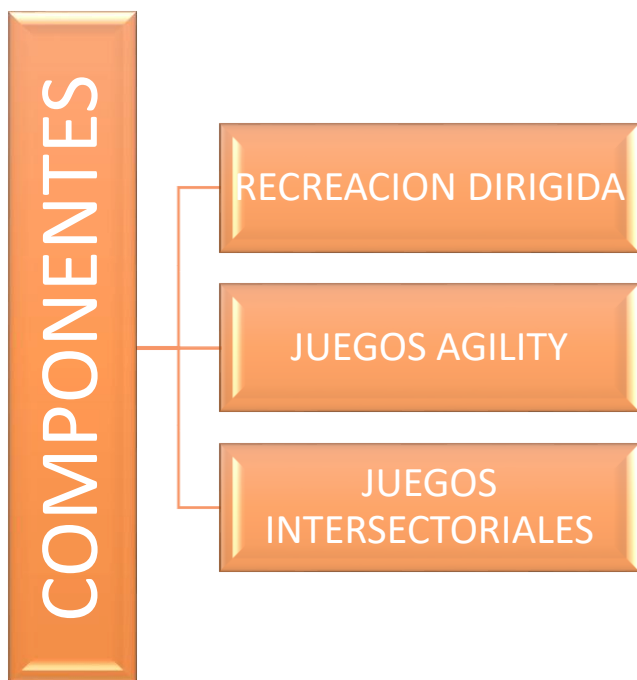 COMPONENTES
RECREACION DIRIGIDA
JUEGOS AGILITY
JUEGOS
INTERSECTORIALES